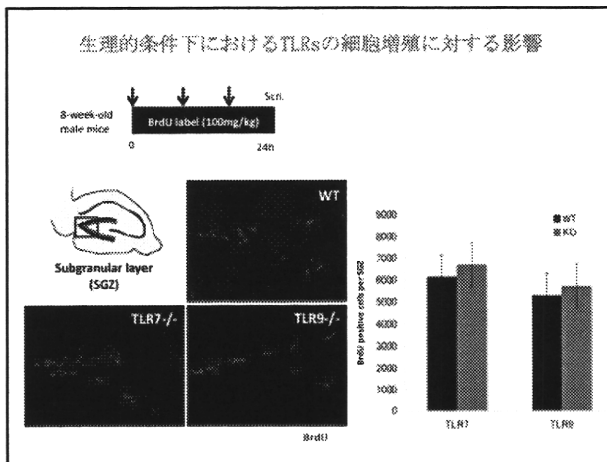 生理的条件下におけるTLRsの細胞増殖に対する影響
Scri.
8-week-old
male mice
BrdU label (100mg/kg)
0
24h
WT
Subgranular layer
(SGZ)
TLR7-/-
TLR9-/-
BrdU
WT
KO
BrdU positive cells per SGZ
9000
8000
7000
6000
5000
4000
3000
2000
1000
0
TLR7
TLR9